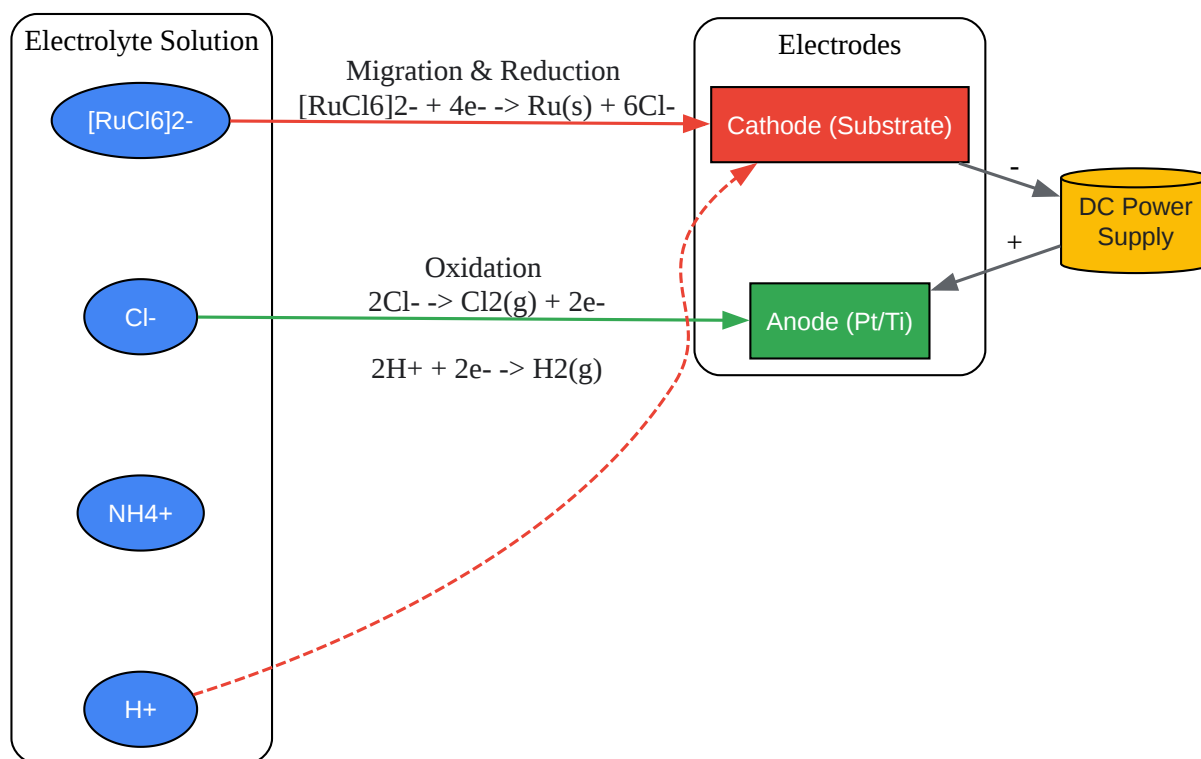 Electrolyte Solution
Electrodes
Migration & Reduction
[RuCl6]2- + 4e- -> Ru(s) + 6Cl-
[RuCl6]2-
Cathode (Substrate)
-
DC Power
Supply
+
Oxidation
2Cl- -> Cl2(g) + 2e-
Cl-
Anode (Pt/Ti)
2H+ + 2e- -> H2(g)
NH4+
H+